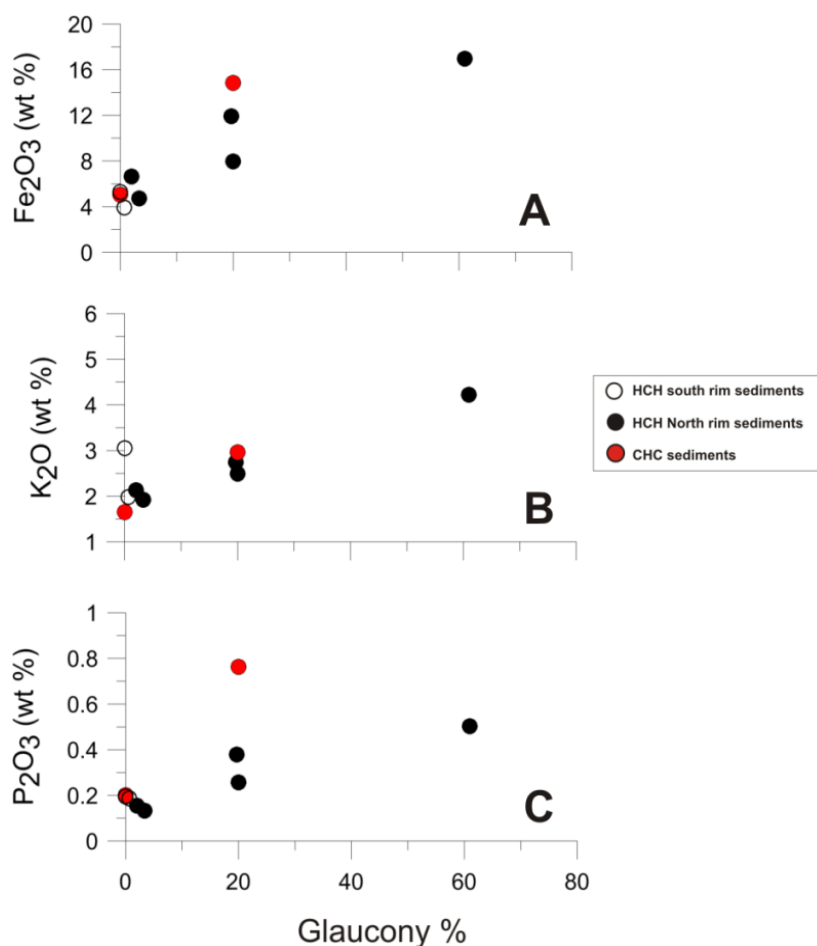 20
16
12
8
4
0
Fe2O3 (wt %)
A
6
5
4
3
2
1
K2O (wt %)
B
HCH south rim sediments
HCH North rim sediments
CHC sediments
1
0.8
0.6
0.4
0.2
0
P2O3 (wt %)
C
0 20 40 60 80
Glaucony %